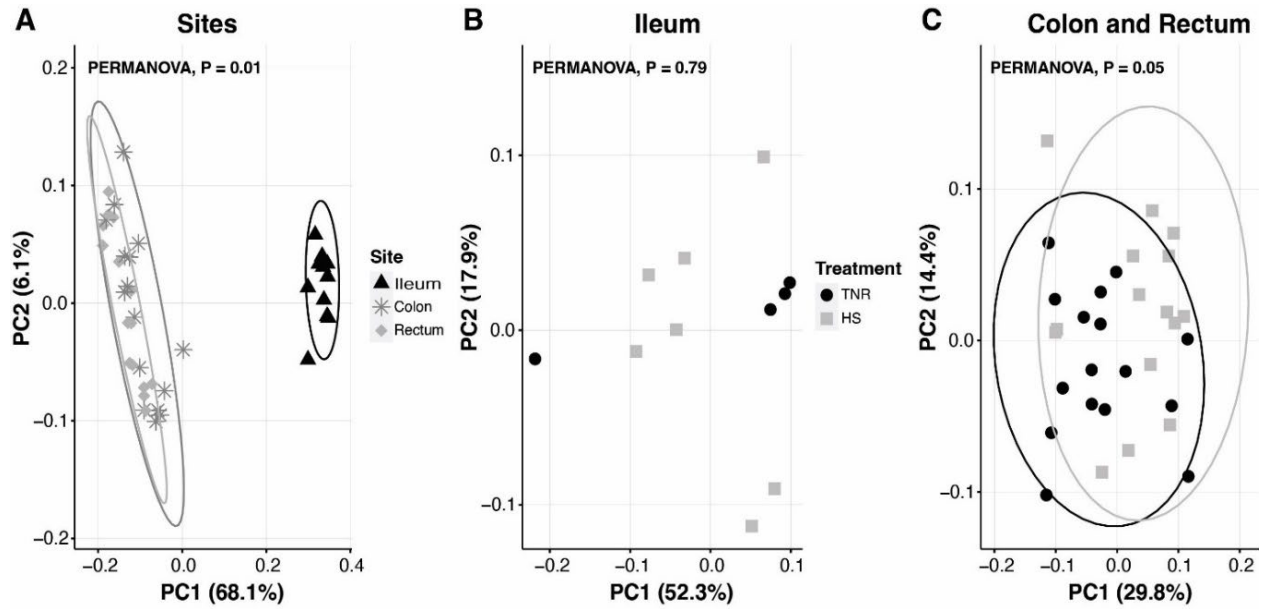 A Sites
PERMANOVA, P = 0.01
PC2 (6.1%)
0.2
0.1
0.0
−0.1
−0.2
−0.2 0.0 0.2 0.4
PC1 (68.1%)
Site
Ileum
Colon
Rectum
B Ileum
PERMANOVA, P = 0.79
PC2 (17.9%)
0.1
0.0
−0.1
−0.2 −0.1 0.0 0.1
PC1 (52.3%)
Treatment
TNR
HS
C Colon and Rectum
PERMANOVA, P = 0.05
PC2 (14.4%)
0.1
0.0
−0.1
−0.2 −0.1 0.0 0.1 0.2
PC1 (29.8%)